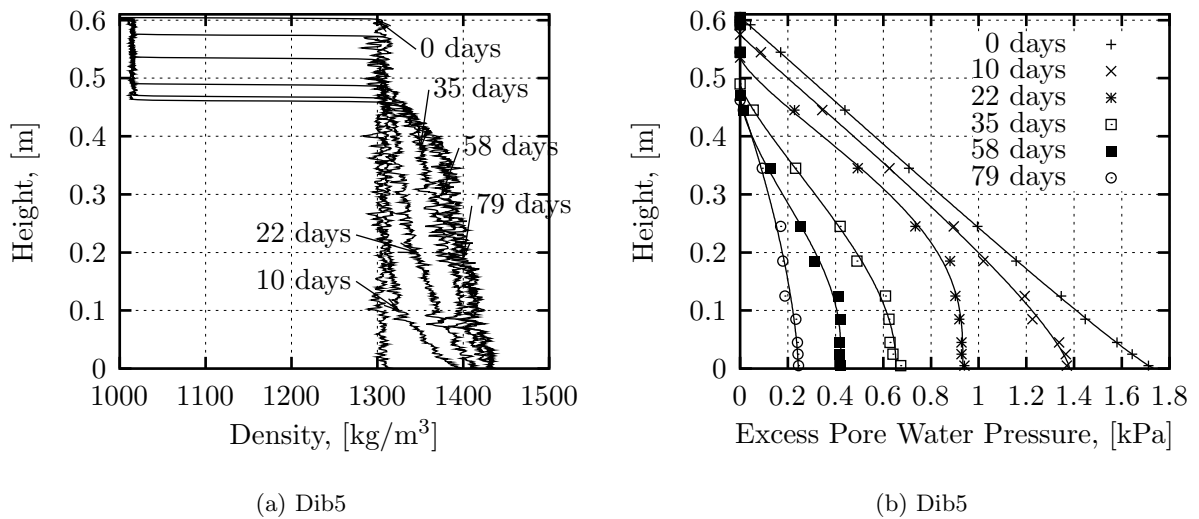 0.6
0.5
0.4
0.3
0.2
0.1
0
Height, [m]
1000 1100 1200 1300 1400 1500
Density, [kg/m³]
0 days
35 days
58 days
79 days
22 days
10 days
(a) Dib5
0.6
0.5
0.4
0.3
0.2
0.1
0.0
Height, [m]
0 0.2 0.4 0.6 0.8 1 1.2 1.4 1.6 1.8
Excess Pore Water Pressure, [kPa]
0 days
10 days
22 days
35 days
58 days
79 days
(b) Dib5